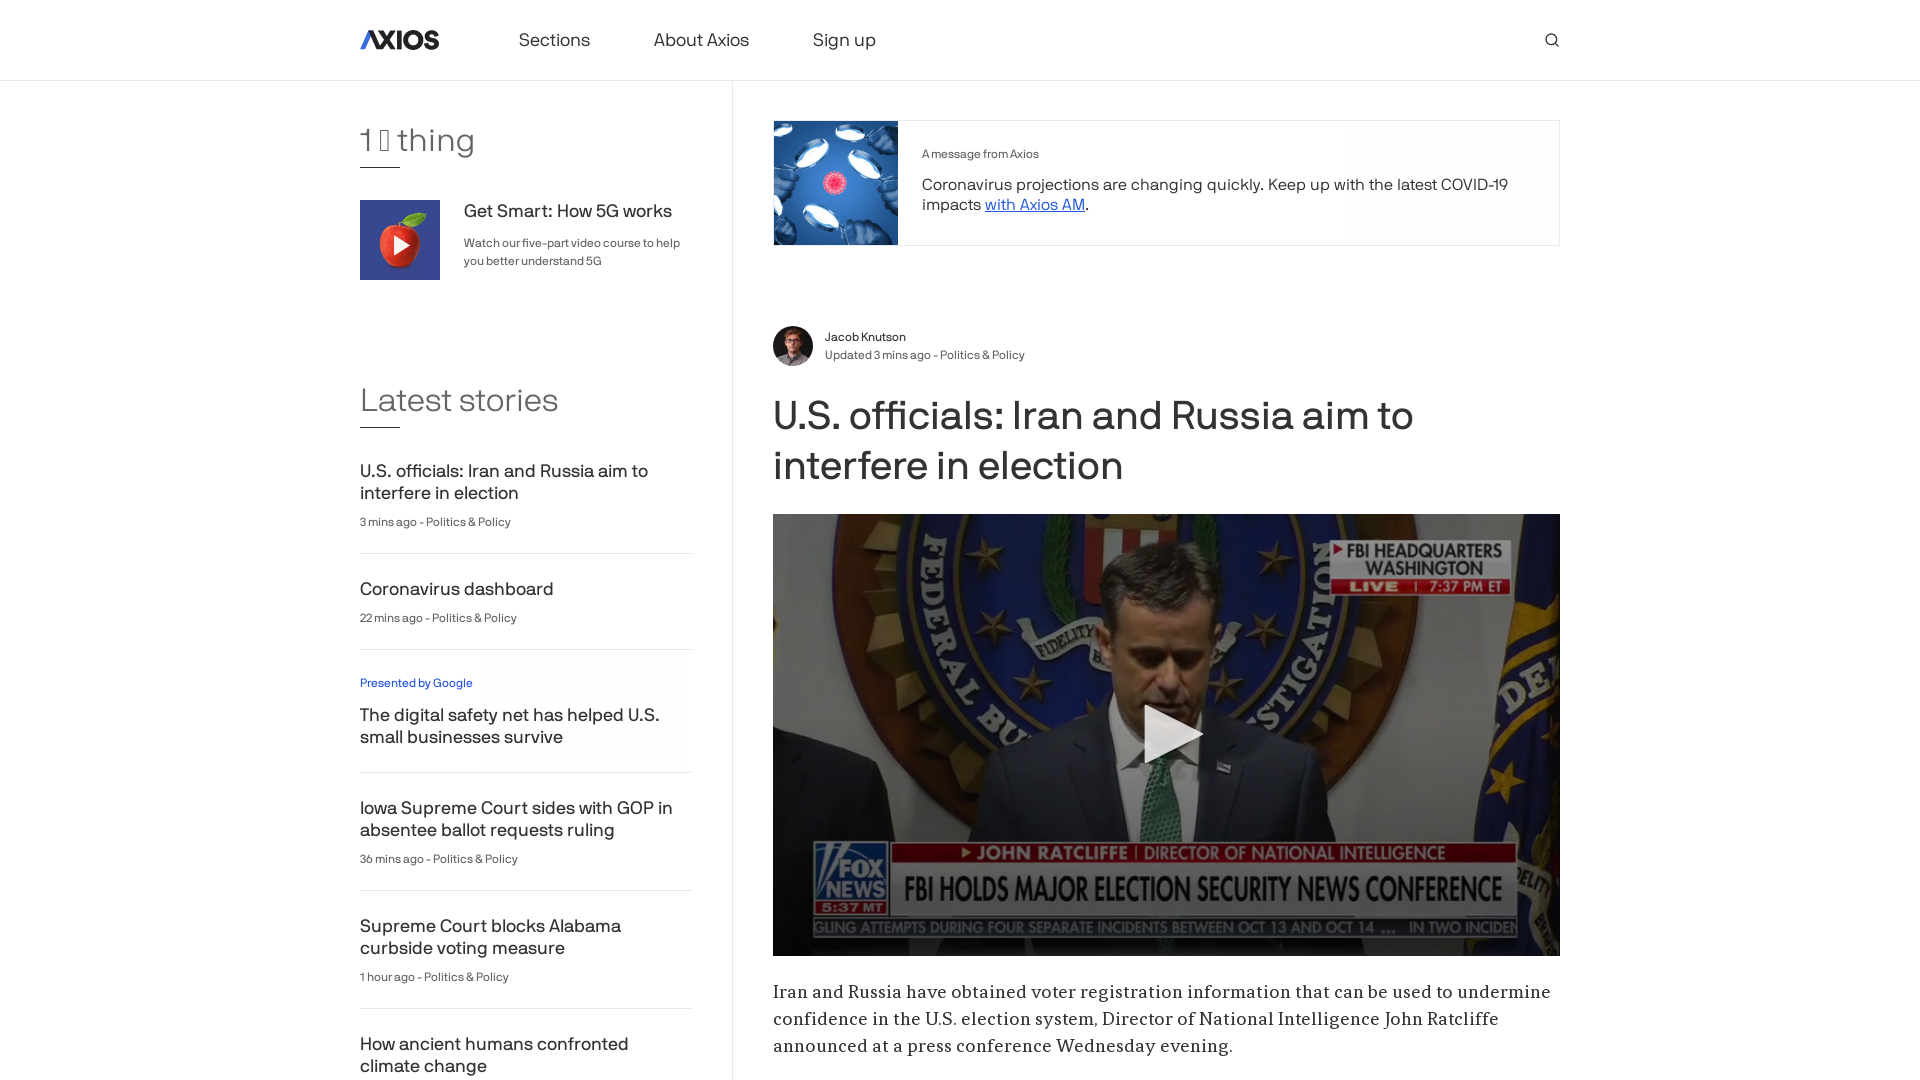 AXIOS
Sections
About Axios
Sign up
1 thing
Get Smart: How 5G works
Watch our five-part video course to help
you better understand 5G
Latest stories
U.S. officials: Iran and Russia aim to
interfere in election
3 mins ago - Politics & Policy
Coronavirus dashboard
22 mins ago - Politics & Policy
Presented by Google
The digital safety net has helped U.S.
small businesses survive
Iowa Supreme Court sides with GOP in
absentee ballot requests ruling
36 mins ago - Politics & Policy
Supreme Court blocks Alabama
curbside voting measure
1 hour ago - Politics & Policy
How ancient humans confronted
climate change
A message from Axios
Coronavirus projections are changing quickly. Keep up with the latest COVID-19
impacts with Axios AM.
Jacob Knutson
Updated 3 mins ago - Politics & Policy
U.S. officials: Iran and Russia aim to
interfere in election
FBI HEADQUARTERS
WASHINGTON
LIVE | 7:37 PM ET
FEDERAL BU
STIGATION
FIDELITY
DE
JOHN RATCLIFFE | DIRECTOR OF NATIONAL INTELLIGENCE
FOX
NEWS
5:37 MT
FBI HOLDS MAJOR ELECTION SECURITY NEWS CONFERENCE
GLING ATTEMPTS DURING FOUR SEPARATE INCIDENTS BETWEEN OCT 13 AND OCT 14 ... IN TWO INCIDEN
Iran and Russia have obtained voter registration information that can be used to undermine
confidence in the U.S. election system, Director of National Intelligence John Ratcliffe
announced at a press conference Wednesday evening.